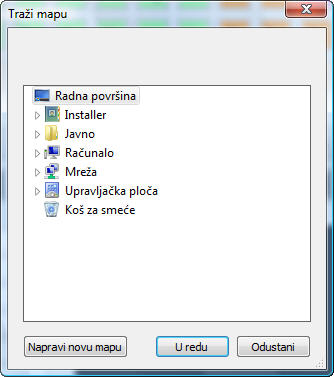 Traži mapu
Radna površina
Installer
Javno
Računalo
Mreža
Upravljačka ploča
Koš za smeće
Napravi novu mapu
U redu
Odustani